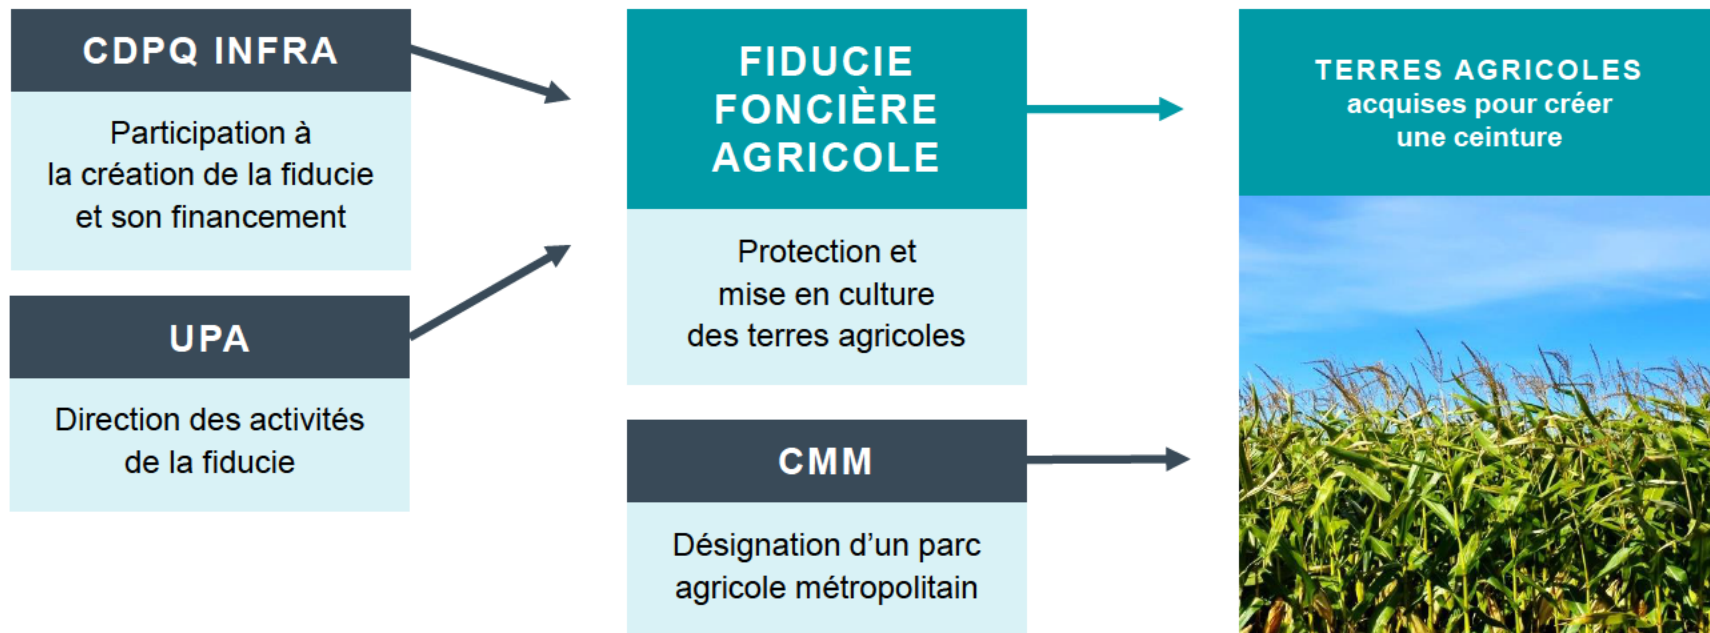 CDPQ INFRA
Participation à
la création de la fiducie
et son financement
UPA
Direction des activités
de la fiducie
FIDUCIE
FONCIÈRE
AGRICOLE
Protection et
mise en culture
des terres agricoles
CMM
Désignation d’un parc
agricole métropolitain
TERRES AGRICOLES
acquises pour créer
une ceinture